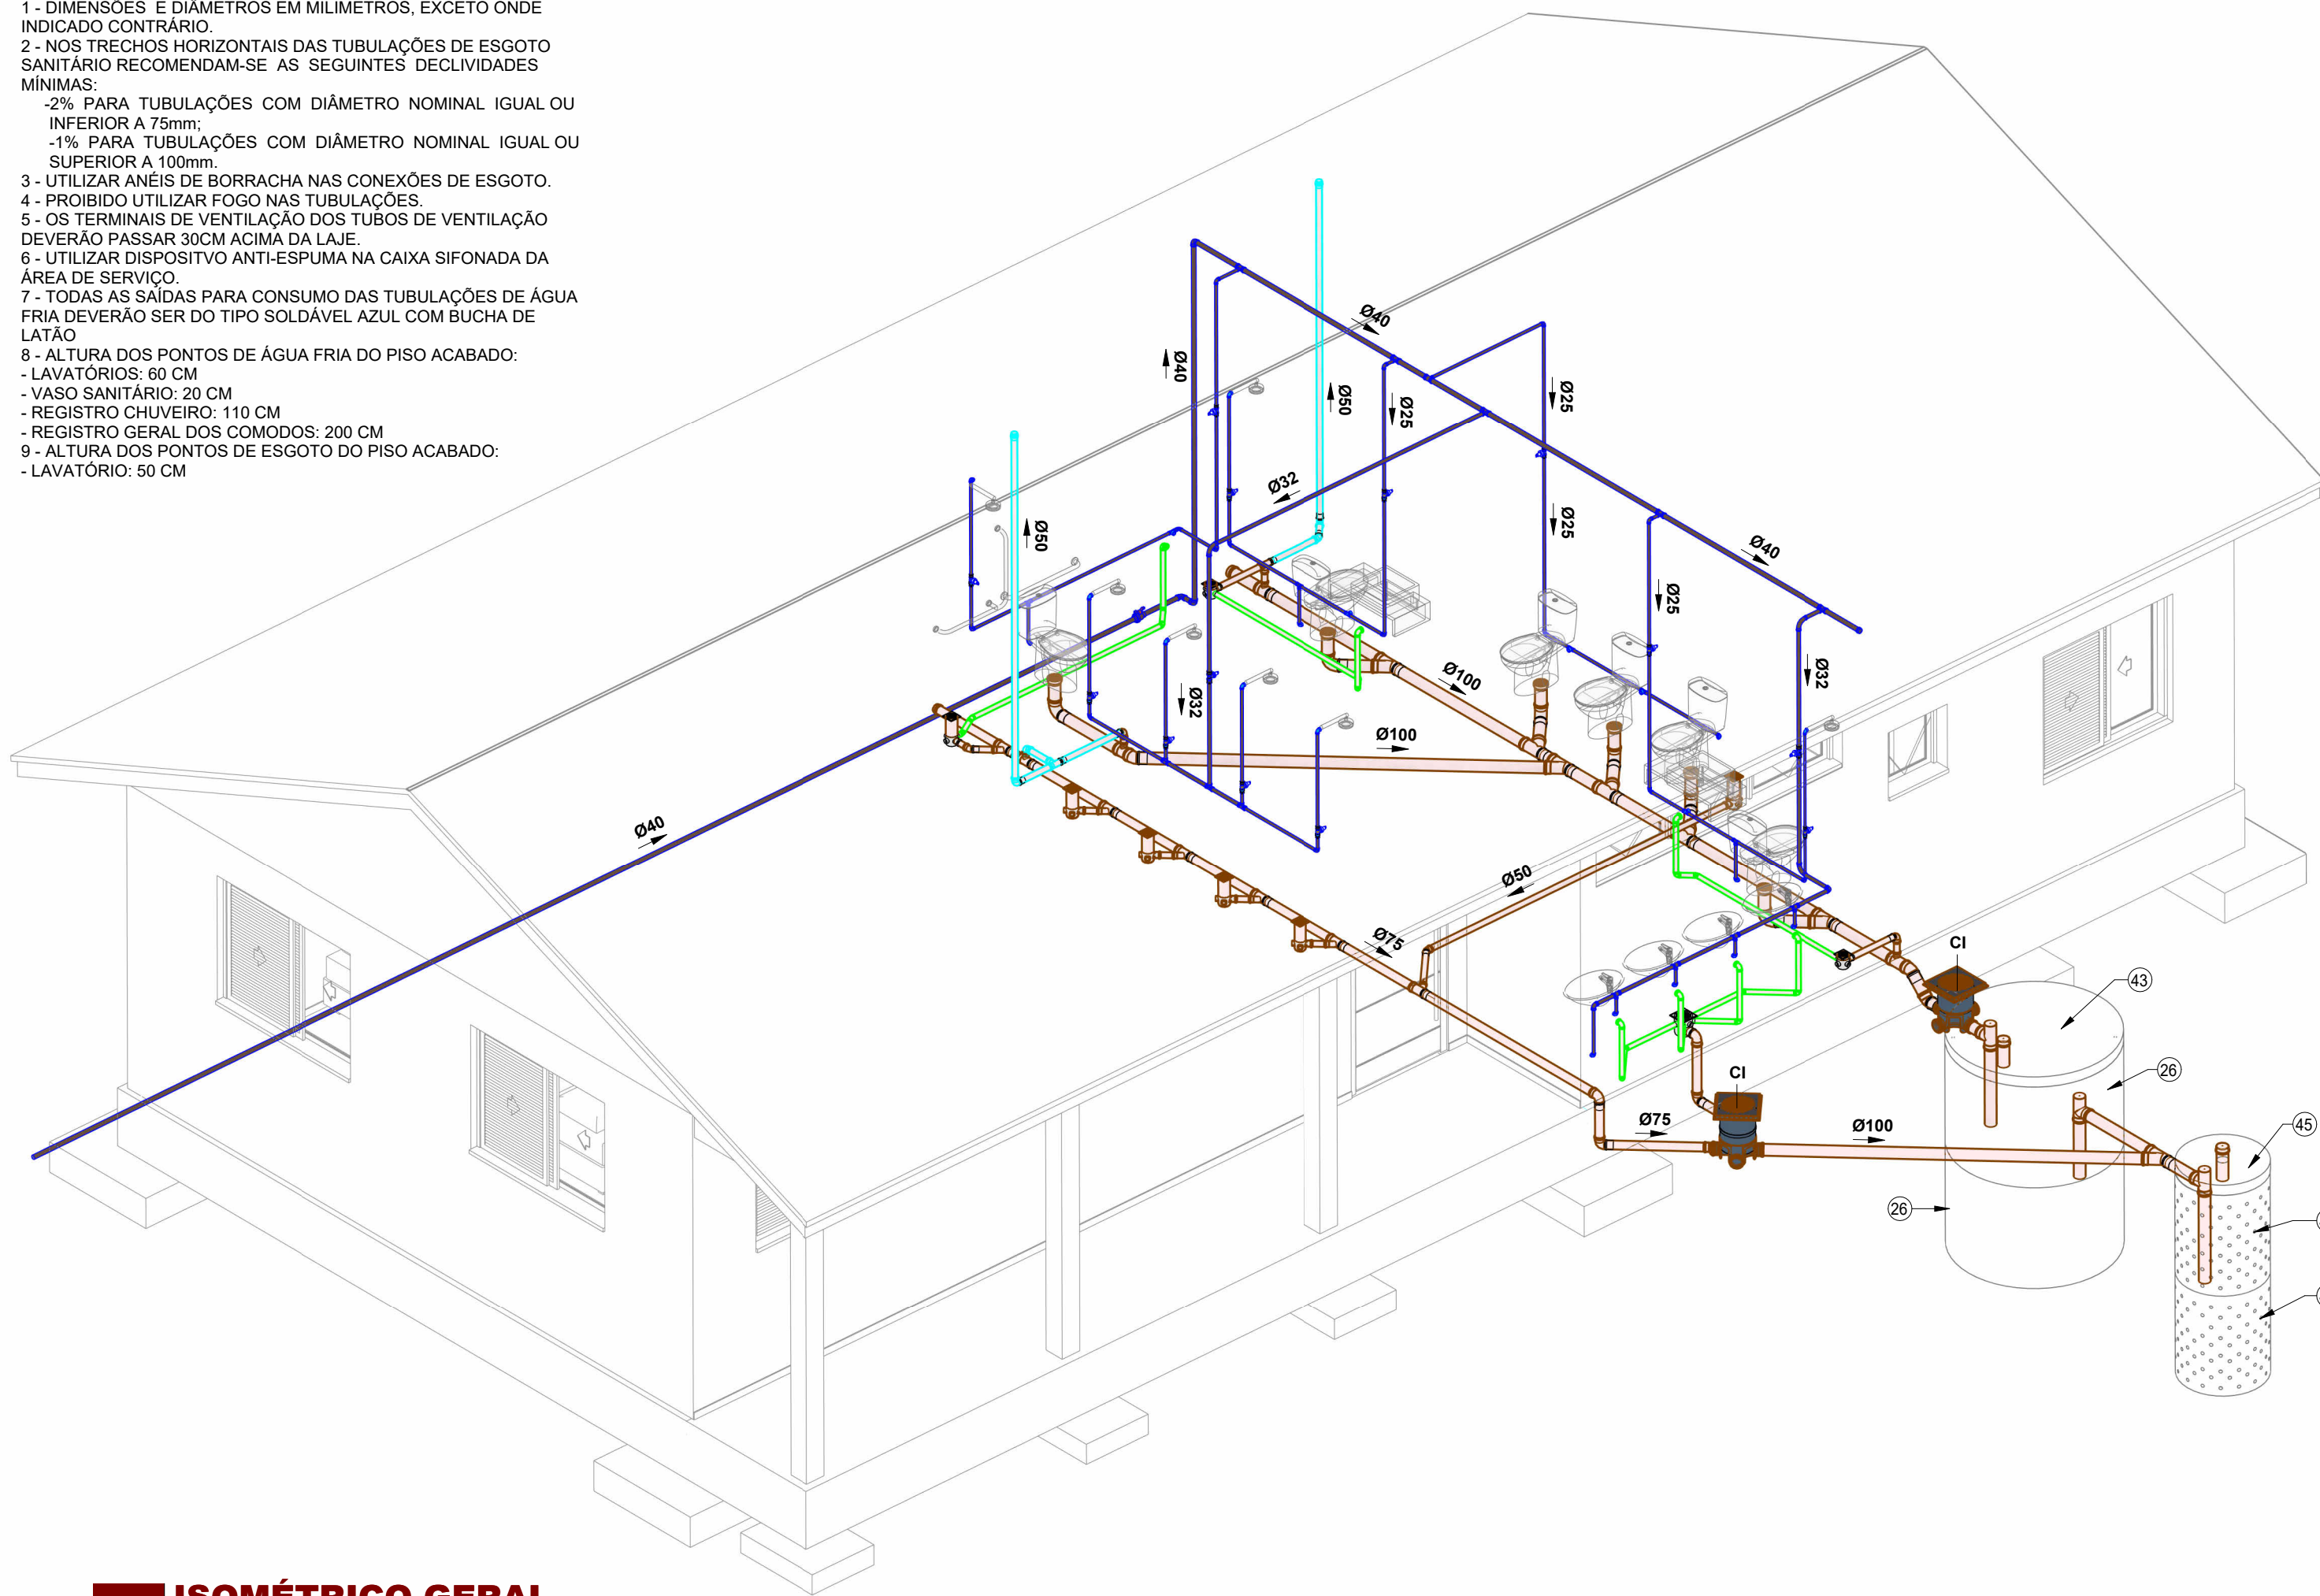 1 - DIMENSÕES E DIÂMETROS EM MILIMETROS, EXCETO ONDE
INDICADO CONTRÁRIO.
2 - NOS TRECHOS HORIZONTAIS DAS TUBULAÇÕES DE ESGOTO
SANITÁRIO RECOMENDAM-SE AS SEGUINTES DECLIVIDADES
MÍNIMAS:
-2% PARA TUBULAÇÕES COM DIÂMETRO NOMINAL IGUAL OU
INFERIOR A 75mm;
-1% PARA TUBULAÇÕES COM DIÂMETRO NOMINAL IGUAL OU
SUPERIOR A 100mm.
3 - UTILIZAR ANÉIS DE BORRACHA NAS CONEXÕES DE ESGOTO.
4 - PROIBIDO UTILIZAR FOGO NAS TUBULAÇÕES.
5 - OS TERMINAIS DE VENTILAÇÃO DOS TUBOS DE VENTILAÇÃO
DEVERÃO PASSAR 30CM ACIMA DA LAJE.
6 - UTILIZAR DISPOSITVO ANTI-ESPUMA NA CAIXA SIFONADA DA
ÁREA DE SERVIÇO.
7 - TODAS AS SAÍDAS PARA CONSUMO DAS TUBULAÇÕES DE ÁGUA
FRIA DEVERÃO SER DO TIPO SOLDÁVEL AZUL COM BUCHA DE
LATÃO
8 - ALTURA DOS PONTOS DE ÁGUA FRIA DO PISO ACABADO:
- LAVATÓRIOS: 60 CM
- VASO SANITÁRIO: 20 CM
- REGISTRO CHUVEIRO: 110 CM
- REGISTRO GERAL DOS COMODOS: 200 CM
9 - ALTURA DOS PONTOS DE ESGOTO DO PISO ACABADO:
- LAVATÓRIO: 50 CM
Ø40
Ø40
Ø50
Ø25
Ø25
Ø32
Ø50
Ø25
Ø40
Ø25
Ø32
Ø100
Ø32
Ø100
Ø40
Ø50
Ø75
CI
43
26
CI
Ø75
Ø100
45
26
ISOMÉTRICO GERAL